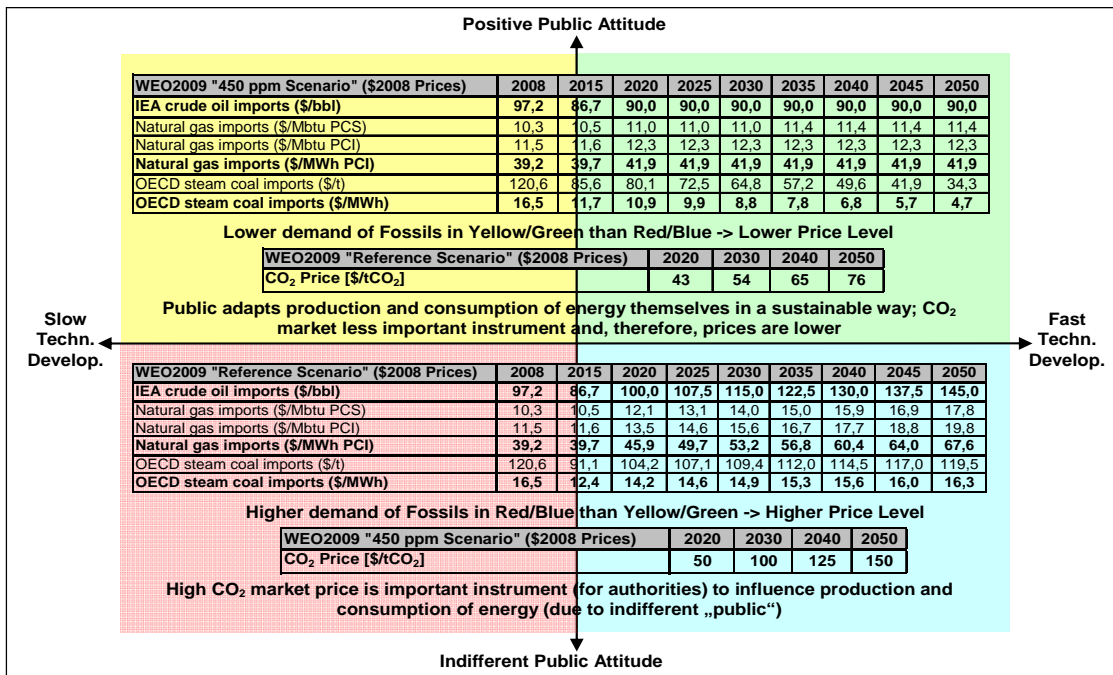 Positive Public Attitude
WEO2009 "450 ppm Scenario" ($2008 Prices) 2008 2015 2020 2025 2030 2035 2040 2045 2050
IEA crude oil imports ($/bbl) 97,2 86,7 90,0 90,0 90,0 90,0 90,0 90,0 90,0
Natural gas imports ($/Mbtu PCS) 10,3 10,5 11,0 11,0 11,0 11,4 11,4 11,4 11,4
Natural gas imports ($/Mbtu PCI) 11,5 11,6 12,3 12,3 12,3 12,3 12,3 12,3 12,3
Natural gas imports ($/MWh PCI) 39,2 39,7 41,9 41,9 41,9 41,9 41,9 41,9 41,9
OECD steam coal imports ($/t) 120,6 85,6 80,1 72,5 64,8 57,2 49,6 41,9 34,3
OECD steam coal imports ($/MWh) 16,5 11,7 10,9 9,9 8,8 7,8 6,8 5,7 4,7
Lower demand of Fossils in Yellow/Green than Red/Blue -> Lower Price Level
WEO2009 "Reference Scenario" ($2008 Prices) 2020 2030 2040 2050
CO₂ Price [$/tCO₂] 43 54 65 76
Public adapts production and consumption of energy themselves in a sustainable way; CO₂
market less important instrument and, therefore, prices are lower
Slow
Techn.
Develop.
Fast
Techn.
Develop.
WEO2009 "Reference Scenario" ($2008 Prices) 2008 2015 2020 2025 2030 2035 2040 2045 2050
IEA crude oil imports ($/bbl) 97,2 86,7 100,0 107,5 115,0 122,5 130,0 137,5 145,0
Natural gas imports ($/Mbtu PCS) 10,3 10,5 12,1 13,1 14,0 15,0 15,9 16,9 17,8
Natural gas imports ($/Mbtu PCI) 11,5 11,6 13,5 14,6 15,6 16,7 17,7 18,8 19,8
Natural gas imports ($/MWh PCI) 39,2 39,7 45,9 49,7 53,2 56,8 60,4 64,0 67,6
OECD steam coal imports ($/t) 120,6 91,1 104,2 107,1 109,4 112,0 114,5 117,0 119,5
OECD steam coal imports ($/MWh) 16,5 12,4 14,2 14,6 14,9 15,3 15,6 16,0 16,3
Higher demand of Fossils in Red/Blue than Yellow/Green -> Higher Price Level
WEO2009 "450 ppm Scenario" ($2008 Prices) 2020 2030 2040 2050
CO₂ Price [$/tCO₂] 50 100 125 150
High CO₂ market price is important instrument (for authorities) to influence production and
consumption of energy (due to indifferent „public“)
Indifferent Public Attitude